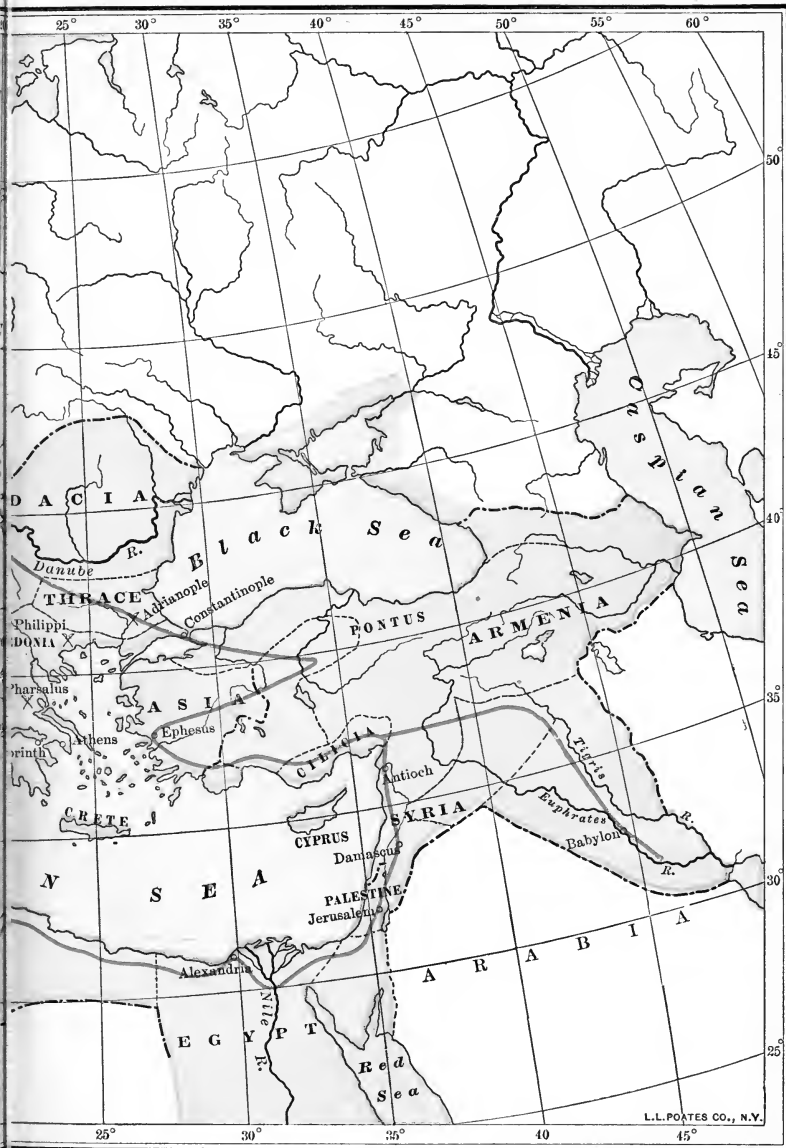 25° 30° 35° 40° 45° 50° 55° 60°
50°
45°
Caspian Sea
DACIA
40°
Black Sea
R.
Danube
THRACE
Adrianople
Constantinople
Philippi
PONTUS
ARMENIA
DONIA
35°
Pharsalus
ASIA
Ephesus
Athens
orinth
CILICIA
Tigris
Antioch
CRETE
SYRIA
Euphrates
R.
CYPRUS
Babylon
Damascus
R.
30°
N SEA
PALESTINE
Jerusalem
ARABIA
Alexandria
Nile R.
EGYPT
25°
Red
Sea
L.L.POATES CO., N.Y.
25° 30° 35° 40° 45°